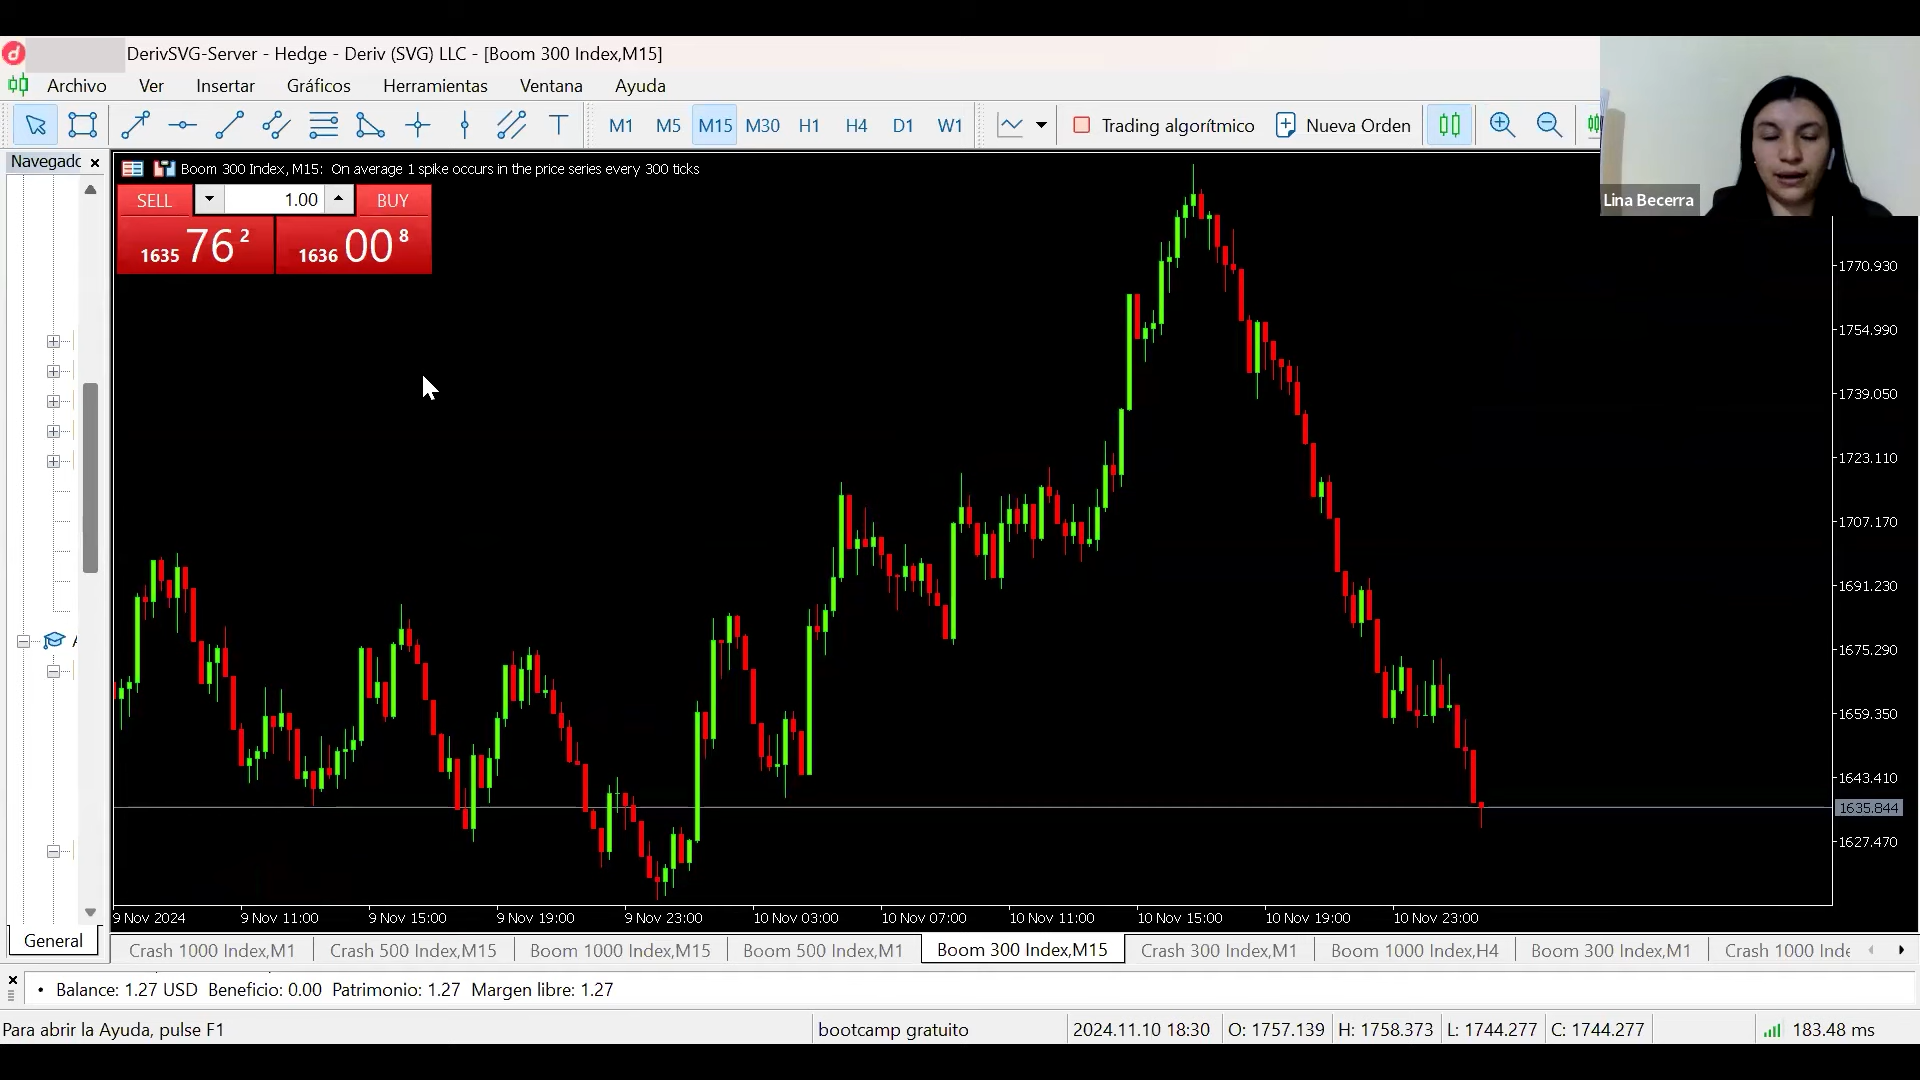 DerivSVG-Server - Hedge - Deriv (SVG) LLC - [Boom 300 Index,M15]
Archivo Ver Insertar Gráficos Herramientas Ventana Ayuda
M1 M5 M15 M30 H1 H4 D1 W1 Trading algorítmico Nueva Orden
Lina Becerra
Navegadc
Boom 300 Index, M15: On average 1 spike occurs in the price series every 300 ticks
SELL 1.00 BUY
1635 76 2 1636 00 8
1770.930
1754.990
1739.050
1723.110
1707.170
1691.230
1675.290
1659.350
1643.410
1635.844
1627.470
9 Nov 2024 9 Nov 11:00 9 Nov 15:00 9 Nov 19:00 9 Nov 23:00 10 Nov 03:00 10 Nov 07:00 10 Nov 11:00 10 Nov 15:00 10 Nov 19:00 10 Nov 23:00
General
Crash 1000 Index,M1 Crash 500 Index,M15 Boom 1000 Index,M15 Boom 500 Index,M1 Boom 300 Index,M15 Crash 300 Index,M1 Boom 1000 Index,H4 Boom 300 Index,M1 Crash 1000 Inde
• Balance: 1.27 USD Beneficio: 0.00 Patrimonio: 1.27 Margen libre: 1.27
Para abrir la Ayuda, pulse F1 bootcamp gratuito 2024.11.10 18:30 O: 1757.139 H: 1758.373 L: 1744.277 C: 1744.277 183.48 ms